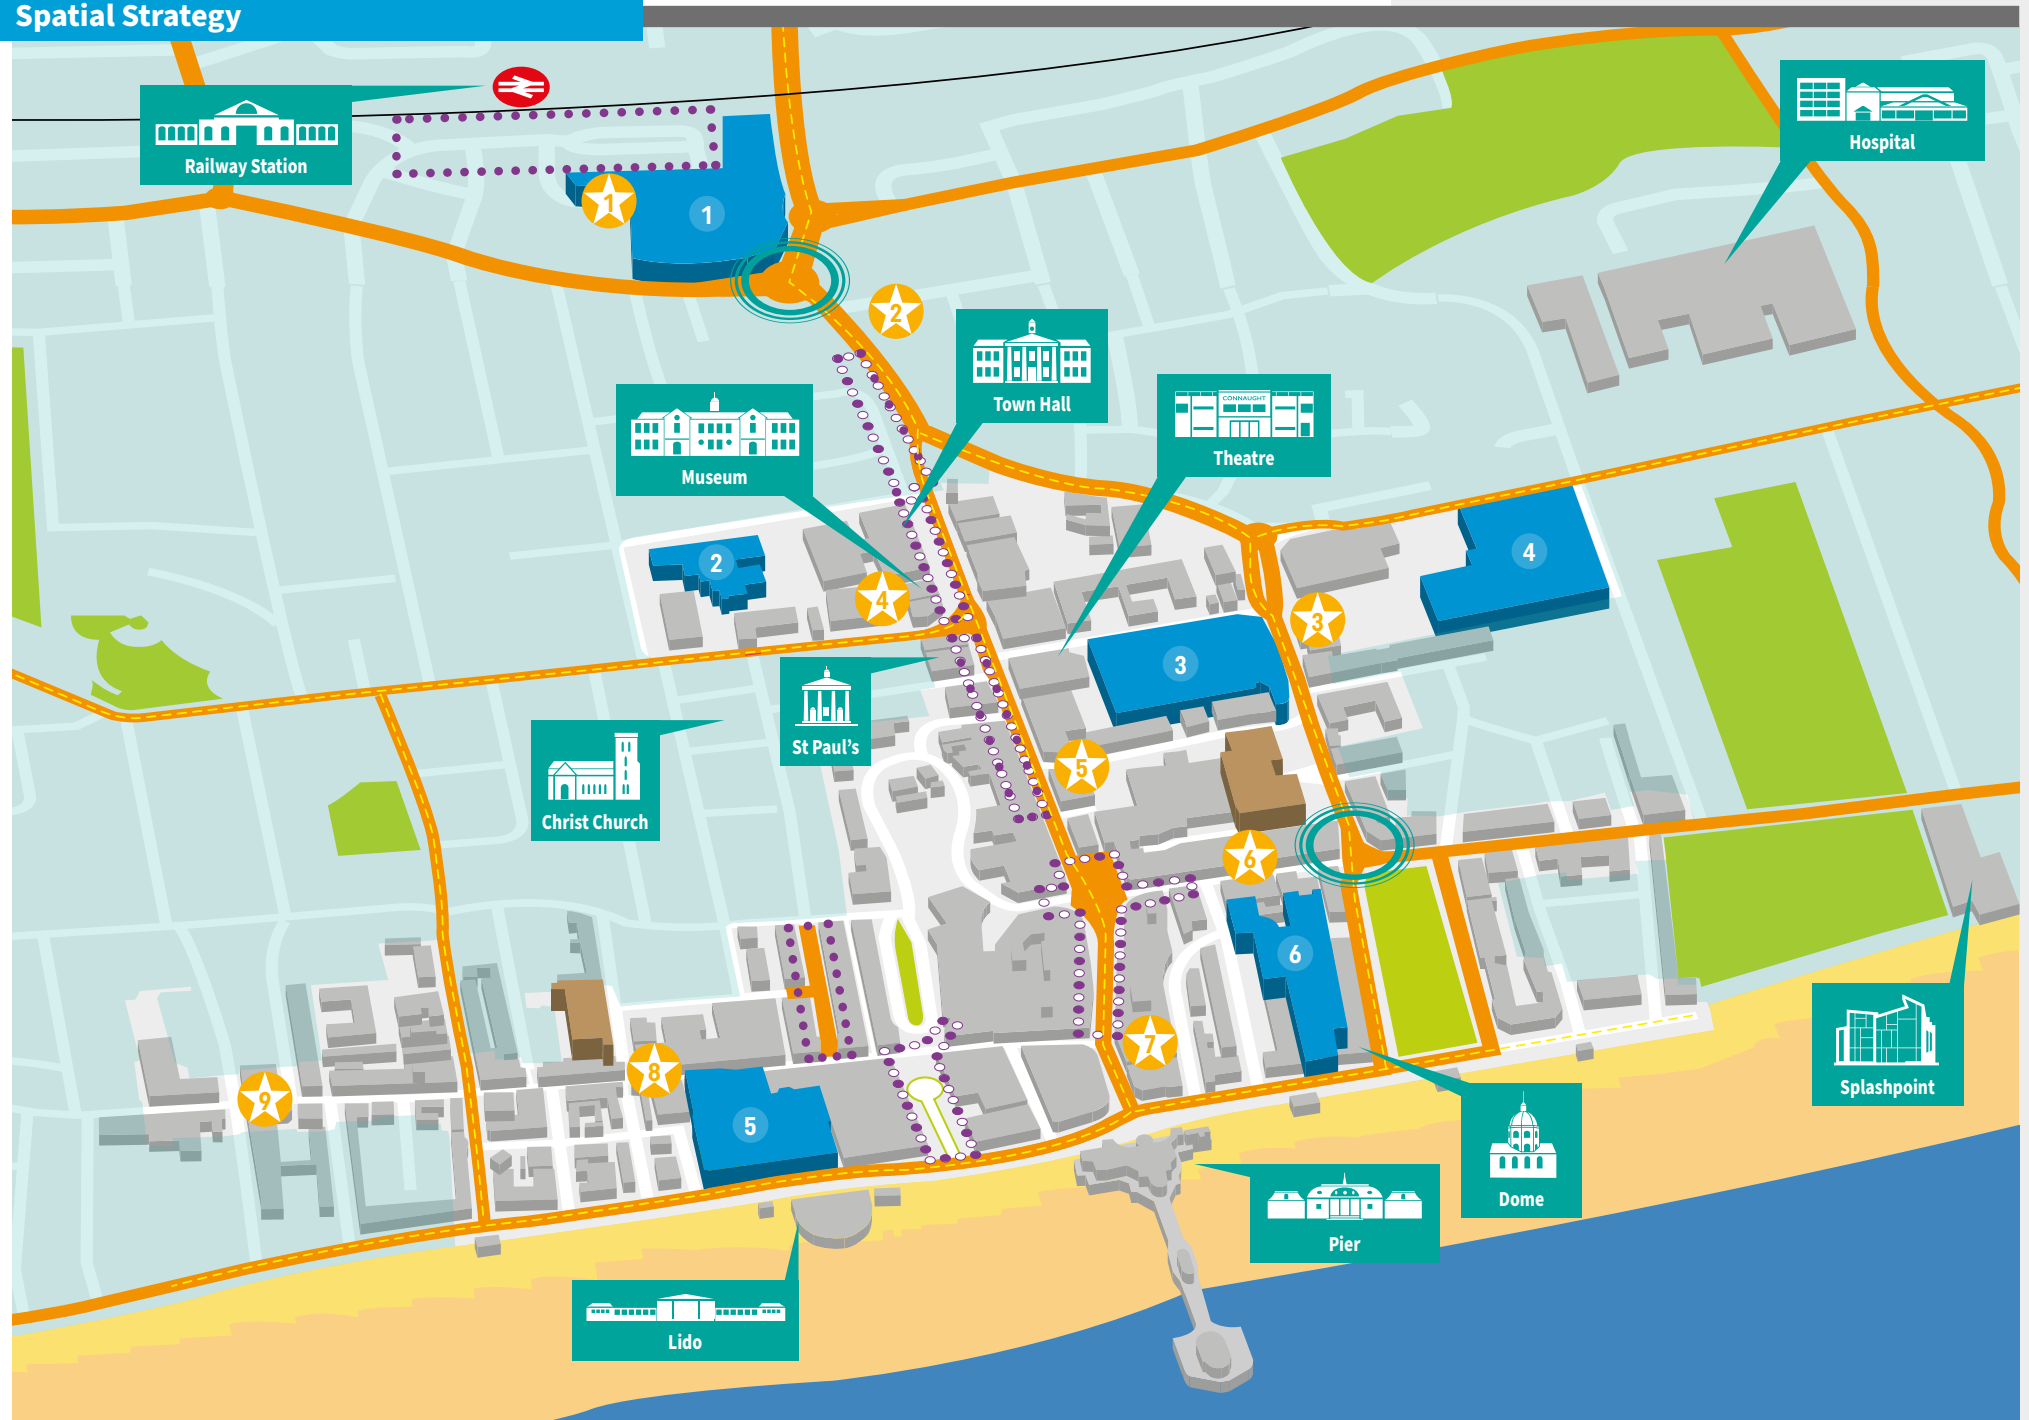 Spatial Strategy
Railway Station
Hospital
1
1
2
Town Hall
CONNAUGHT
Theatre
Museum
2
4
4
3
3
St Paul's
5
Christ Church
6
6
7
8
9
5
Splashpoint
Dome
Pier
Lido